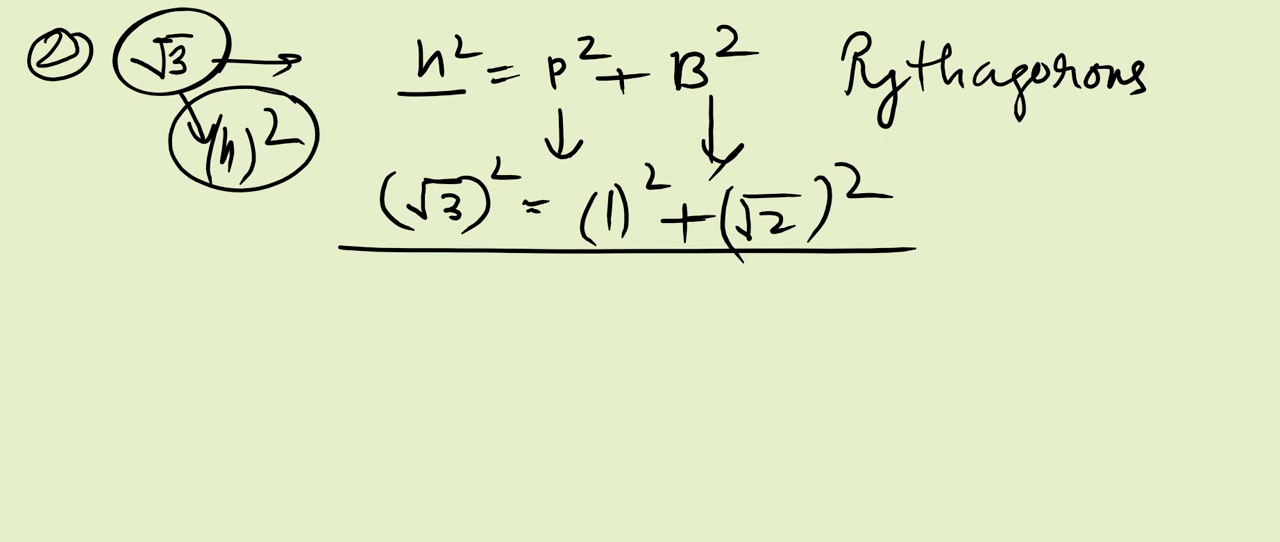 ② √3 → h² = P² + B² Pythagorons
(h)²
(√3)² = (1)² + (√2)²